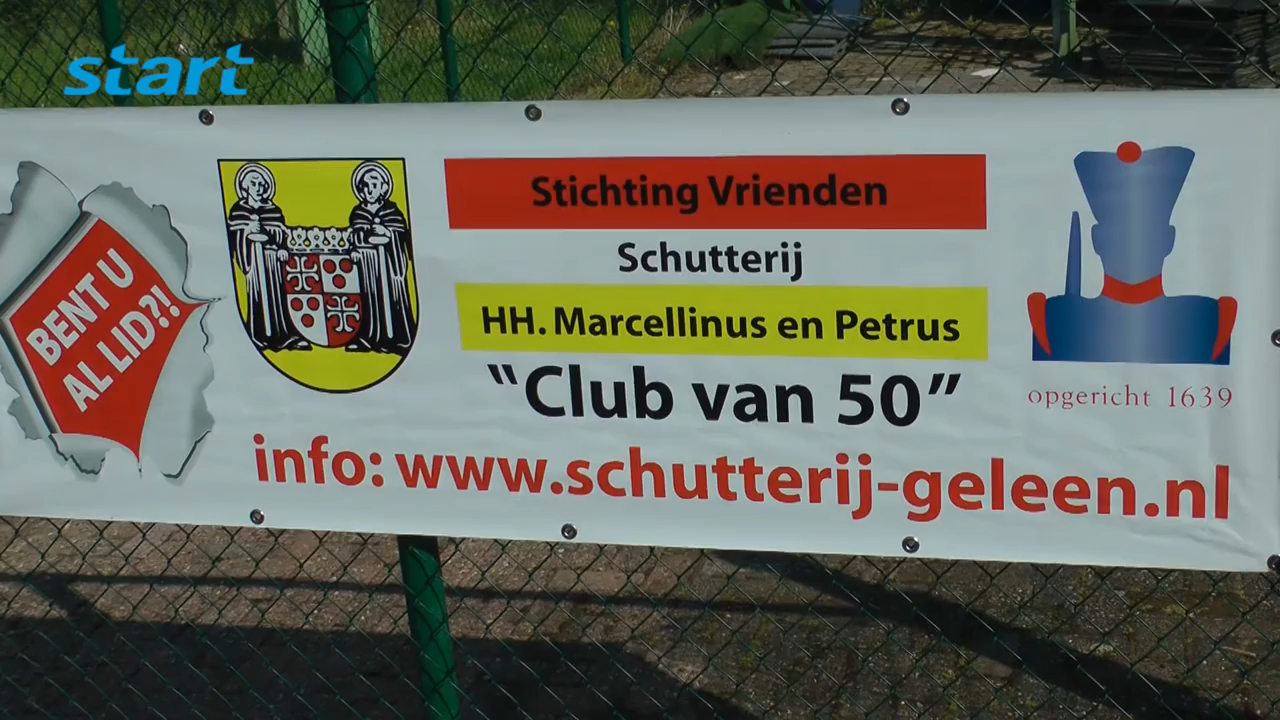 start
BENT U
AL LID?!
Stichting Vrienden
Schutterij
HH. Marcellinus en Petrus
"Club van 50"
opgericht 1639
info: www.schutterij-geleen.nl